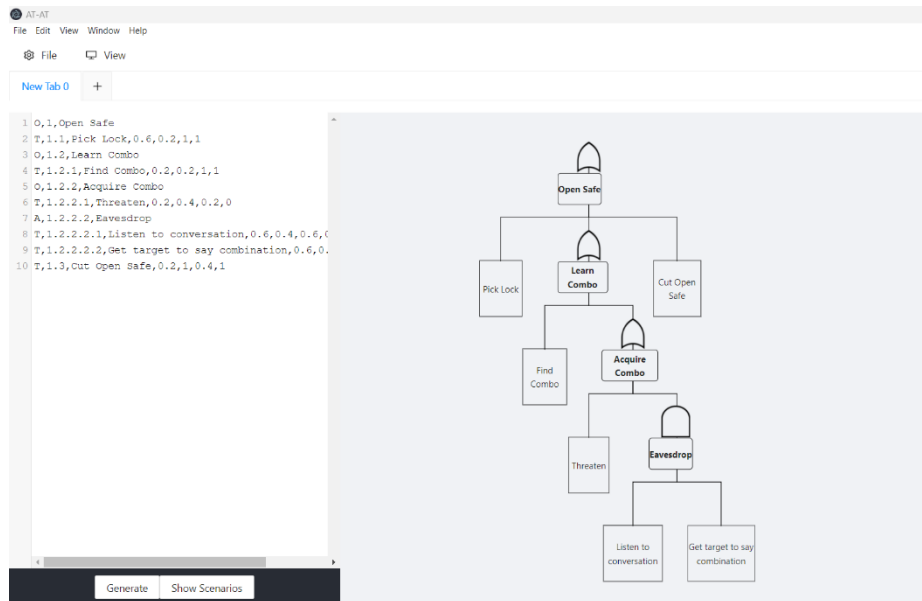 AT-AT
File Edit View Window Help
File View
New Tab 0 +
1 O,1,Open Safe
2 T,1.1,Pick Lock,0.6,0.2,1,1
3 O,1.2,Learn Combo
4 T,1.2.1,Find Combo,0.2,0.2,1,1
5 O,1.2.2,Acquire Combo
6 T,1.2.2.1,Threaten,0.2,0.4,0.2,0
7 A,1.2.2.2,Eavesdrop
8 T,1.2.2.2.1,Listen to conversation,0.6,0.4,0.6,
9 T,1.2.2.2.2,Get target to say combination,0.6,0.
10 T,1.3,Cut Open Safe,0.2,1,0.4,1
Generate Show Scenarios
Open Safe
Pick Lock
Learn
Combo
Cut Open
Safe
Find
Combo
Acquire
Combo
Threaten
Eavesdrop
Listen to
conversation
Get target to say
combination